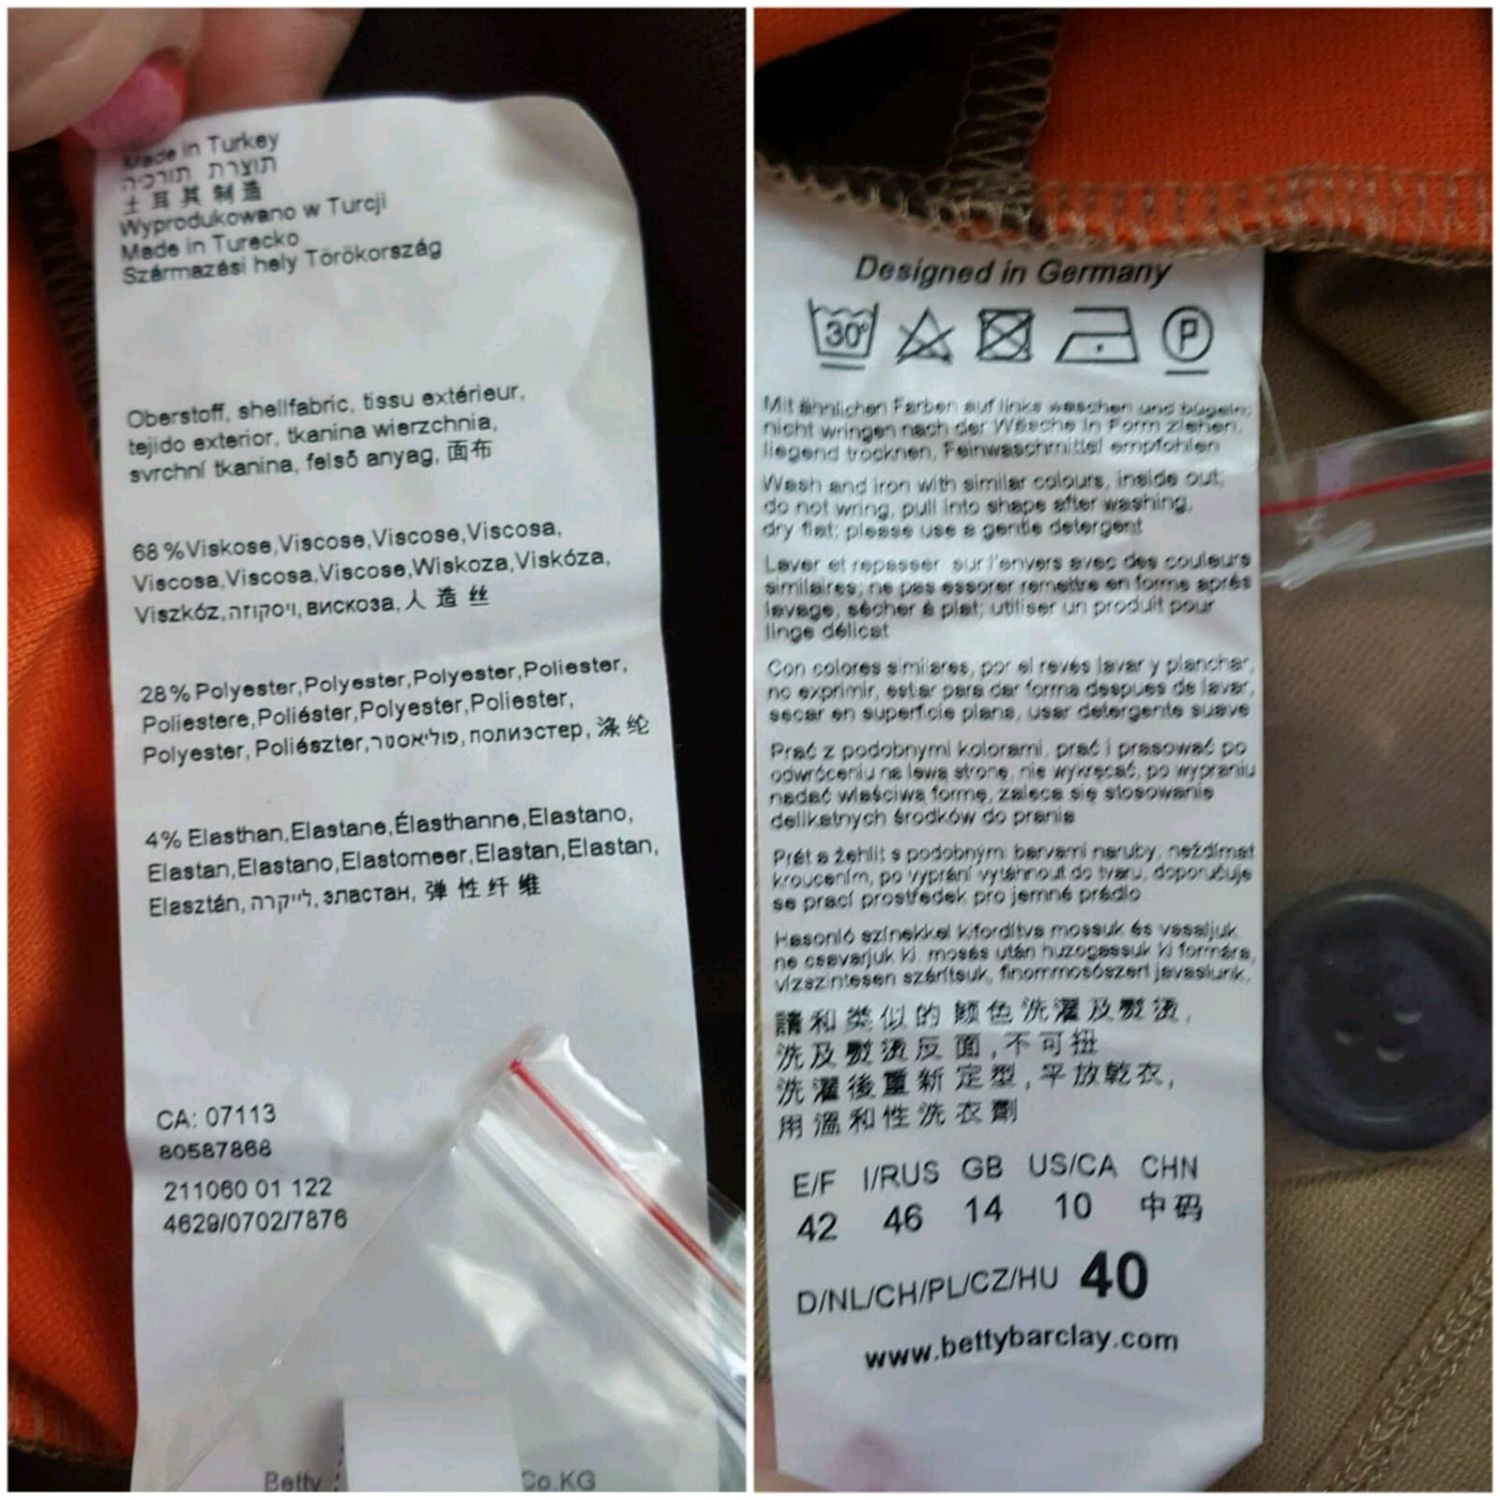 Made in Turkey
תוצרת תורכיה
土耳其制造
Wyprodukowano w Turcji
Made in Turecko
Származási hely Törökország
Oberstoff, shellfabric, tissu extérieur,
tejido exterior, tkanina wierzchnia,
svrchní tkanina, felső anyag, 面布
68 %Viskose,Viscose,Viscose,Viscosa,
Viscosa,Viscosa,Viscose,Wiskoza,Viskóza,
Viszkóz,ויסקוזה,вискоза,人造丝
28% Polyester,Polyester,Polyester,Poliester,
Poliestere,Poliéster,Polyester,Poliester,
Polyester, Poliészter,פוליאסטר,полиэстер, 涤纶
4% Elasthan,Elastane,Élasthanne,Elastano,
Elastan,Elastano,Elastomeer,Elastan,Elastan,
Elasztán, לייקרה, эластан, 弹性纤维
CA: 07113
80587868
211060 01 122
4629/0702/7876
Betty Co.KG
Designed in Germany
30°
P
Mit ähnlichen Farben auf links waschen und bügeln;
nicht wringen nach der Wäsche in Form ziehen,
liegend trocknen, Feinwaschmittel empfohlen
Wash and iron with similar colours, inside out;
do not wring, pull into shape after washing,
dry flat; please use a gentle detergent
Laver et repasser sur l'envers avec des couleurs
similaires; ne pas essorer remettre en forme après
lavage, sécher à plat; utiliser un produit pour
linge délicat
Con colores similares, por el revés lavar y planchar,
no exprimir, estiar para dar forma despues de lavar,
secar en superficie plana, usar detergente suave
Prać z podobnymi kolorami, prać i prasować po
odwróceniu na lewą stronę, nie wykręcać, po wypraniu
nadać właściwą formę, zaleca się stosowanie
delikatnych środków do prania
Prát a žehlit s podobnými barvami naruby, neždímat
kroucením, po vyprání vytáhnout do tvaru, doporučuje
se prací prostředek pro jemné prádlo
Hasonló színekkel kifordítva mossuk és vasaljuk
ne csavarjuk ki, mosás után huzogassuk ki formára,
vízszintesen szárítsuk, finommosószert javaslunk.
請和类似的颜色洗濯及熨烫,
洗及熨烫反面,不可扭
洗濯後重新定型,平放乾衣,
用溫和性洗衣劑
E/F I/RUS GB US/CA CHN
42 46 14 10 中码
D/NL/CH/PL/CZ/HU 40
www.bettybarclay.com